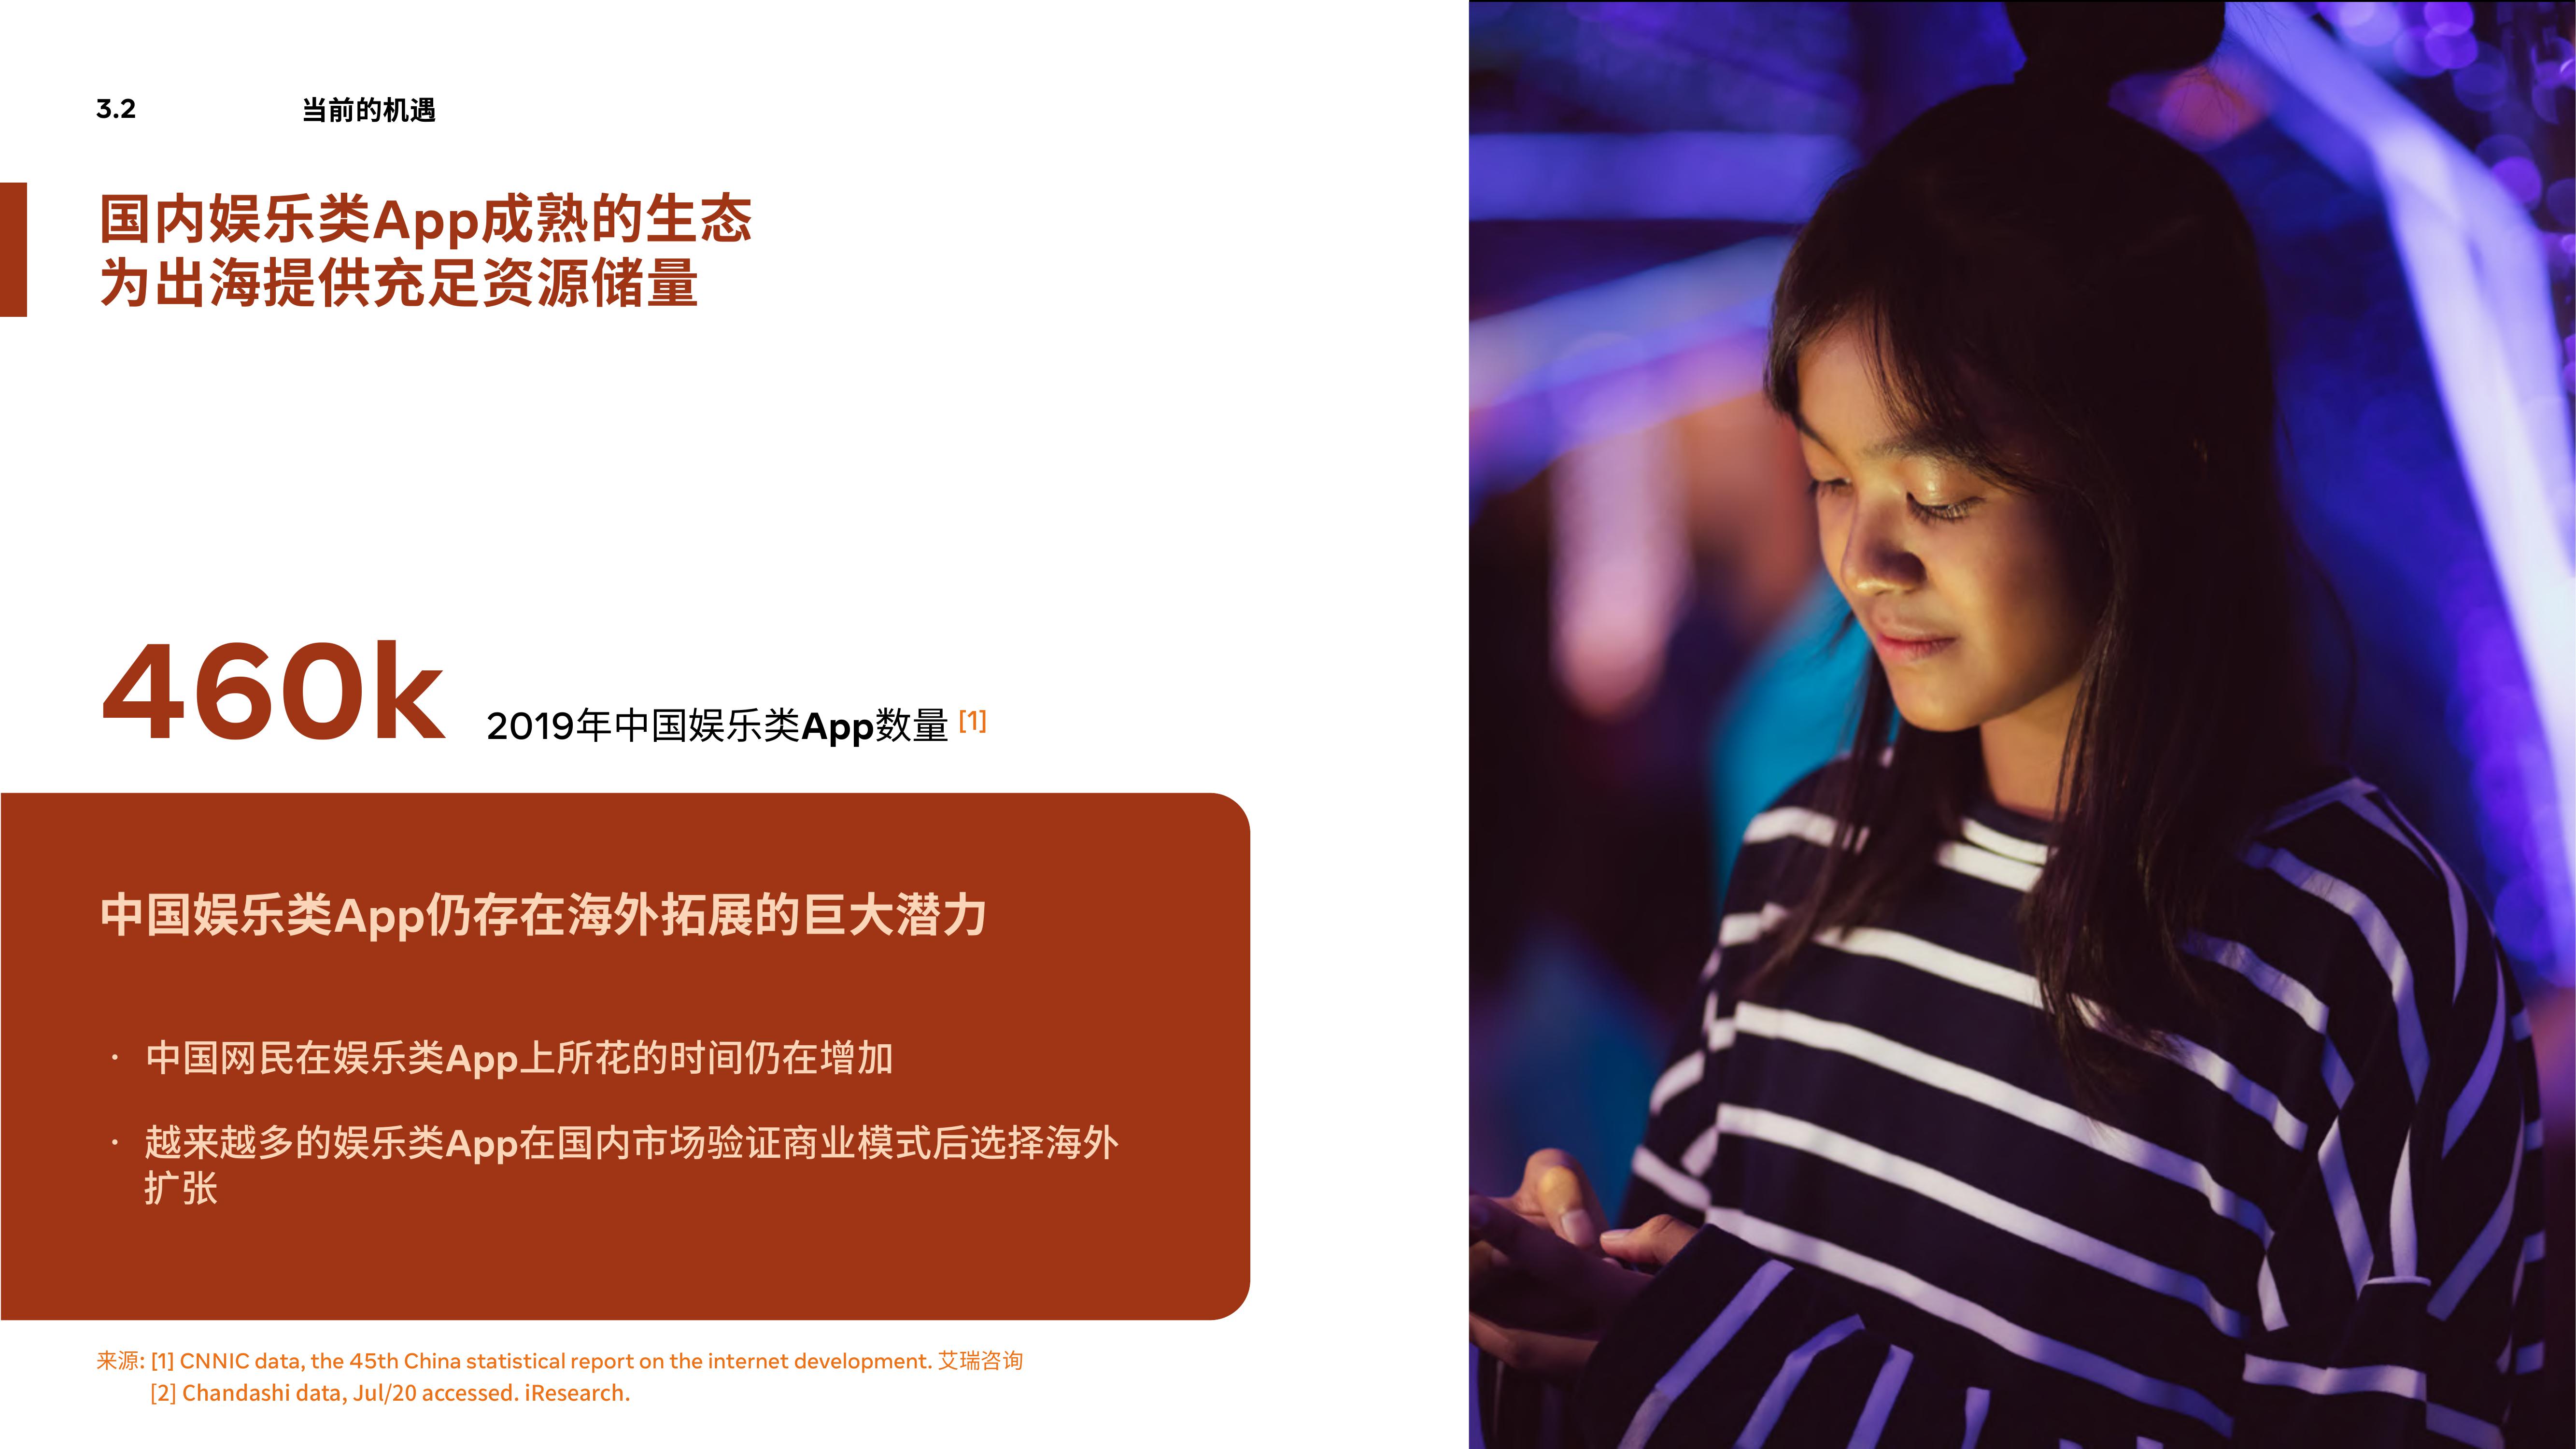 3.2 当前的机遇
国内娱乐类App成熟的生态
为出海提供充足资源储量
460k 2019年中国娱乐类App数量 [1]
中国娱乐类App仍存在海外拓展的巨大潜力
· 中国网民在娱乐类App上所花的时间仍在增加
· 越来越多的娱乐类App在国内市场验证商业模式后选择海外
扩张
来源: [1] CNNIC data, the 45th China statistical report on the internet development. 艾瑞咨询
[2] Chandashi data, Jul/20 accessed. iResearch.